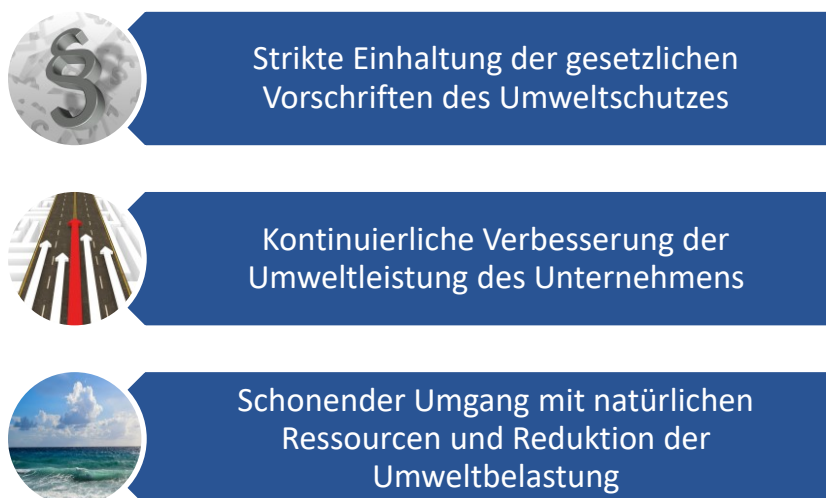 Strikte Einhaltung der gesetzlichen
Vorschriften des Umweltschutzes
Kontinuierliche Verbesserung der
Umweltleistung des Unternehmens
Schonender Umgang mit natürlichen
Ressourcen und Reduktion der
Umweltbelastung